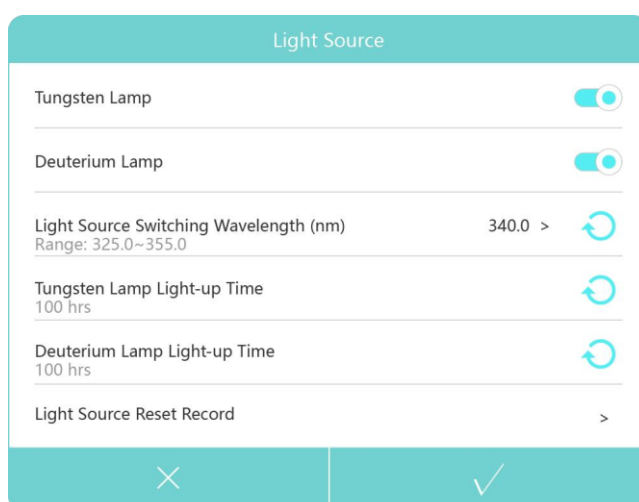 Light Source
Tungsten Lamp
Deuterium Lamp
Light Source Switching Wavelength (nm) 340.0 >
Range: 325.0~355.0
Tungsten Lamp Light-up Time
100 hrs
Deuterium Lamp Light-up Time
100 hrs
Light Source Reset Record >